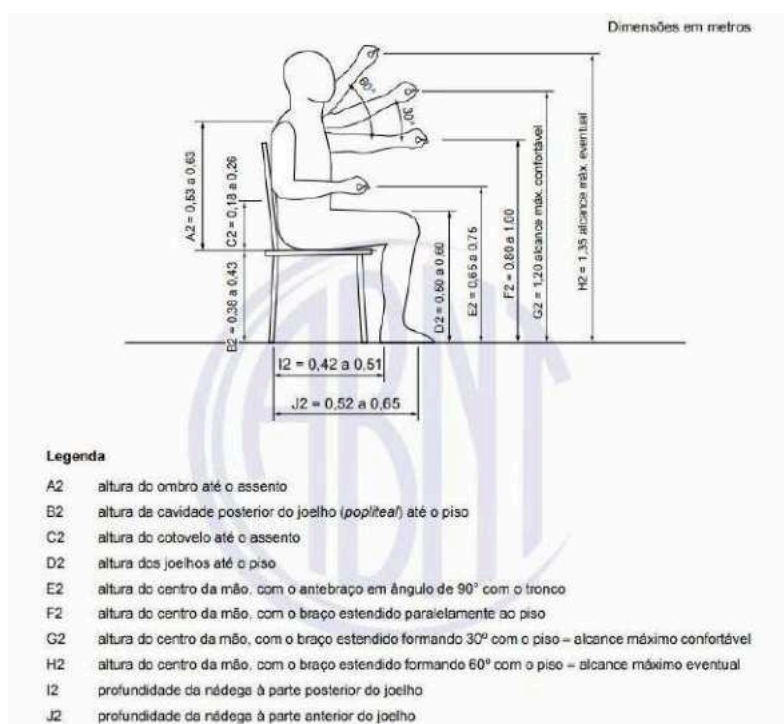 Dimensões em metros
60°
30°
A2 = 0,53 a 0,63
C2 = 0,18 a 0,26
B2 = 0,38 a 0,43
D2 = 0,50 a 0,60
E2 = 0,65 a 0,75
F2 = 0,80 a 1,00
G2 = 1,20 alcance máx. confortável
H2 = 1,35 alcance máx. eventual
I2 = 0,42 a 0,51
J2 = 0,52 a 0,65
ABNT
Legenda
A2 altura do ombro até o assento
B2 altura da cavidade posterior do joelho (popliteal) até o piso
C2 altura do cotovelo até o assento
D2 altura dos joelhos até o piso
E2 altura do centro da mão, com o antebraço em ângulo de 90° com o tronco
F2 altura do centro da mão, com o braço estendido paralelamente ao piso
G2 altura do centro da mão, com o braço estendido formando 30º com o piso – alcance máximo confortável
H2 altura do centro da mão, com o braço estendido formando 60º com o piso – alcance máximo eventual
I2 profundidade da nádega à parte posterior do joelho
J2 profundidade da nádega à parte anterior do joelho